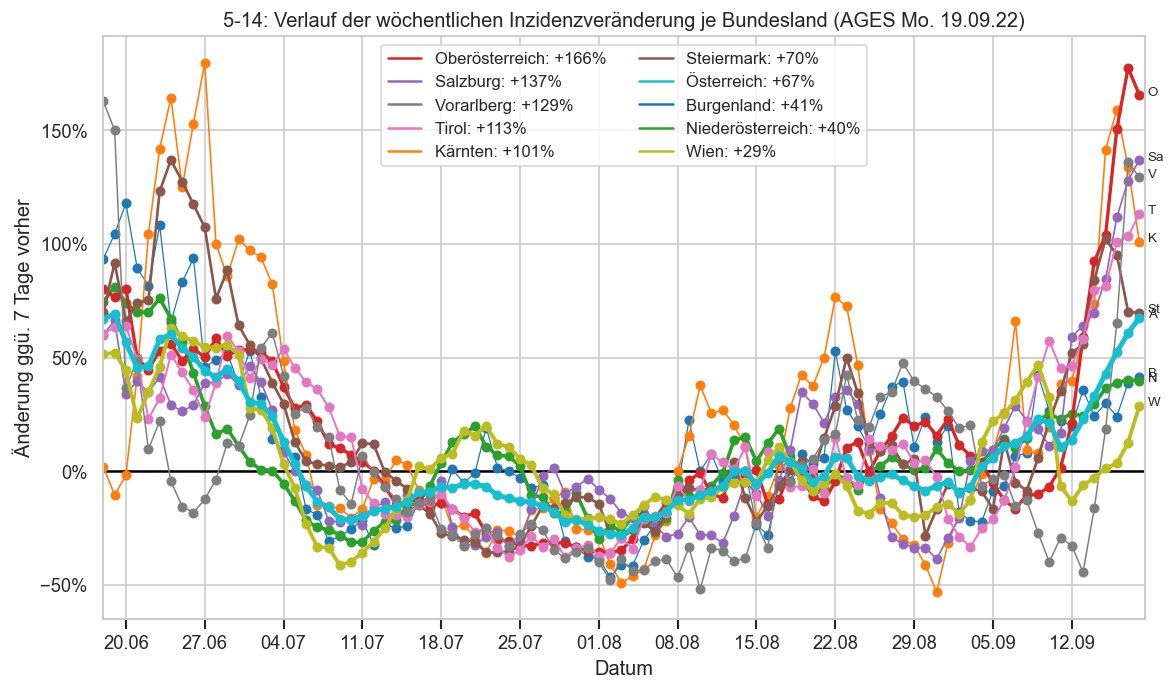 5-14: Verlauf der wöchentlichen Inzidenzveränderung je Bundesland (AGES Mo. 19.09.22)
Oberösterreich: +166%
Salzburg: +137%
Vorarlberg: +129%
Tirol: +113%
Kärnten: +101%
Steiermark: +70%
Österreich: +67%
Burgenland: +41%
Niederösterreich: +40%
Wien: +29%
Änderung ggü. 7 Tage vorher
150%
100%
50%
0%
−50%
O
Sa
V
T
K
St
A
B
N
W
20.06 27.06 04.07 11.07 18.07 25.07 01.08 08.08 15.08 22.08 29.08 05.09 12.09
Datum